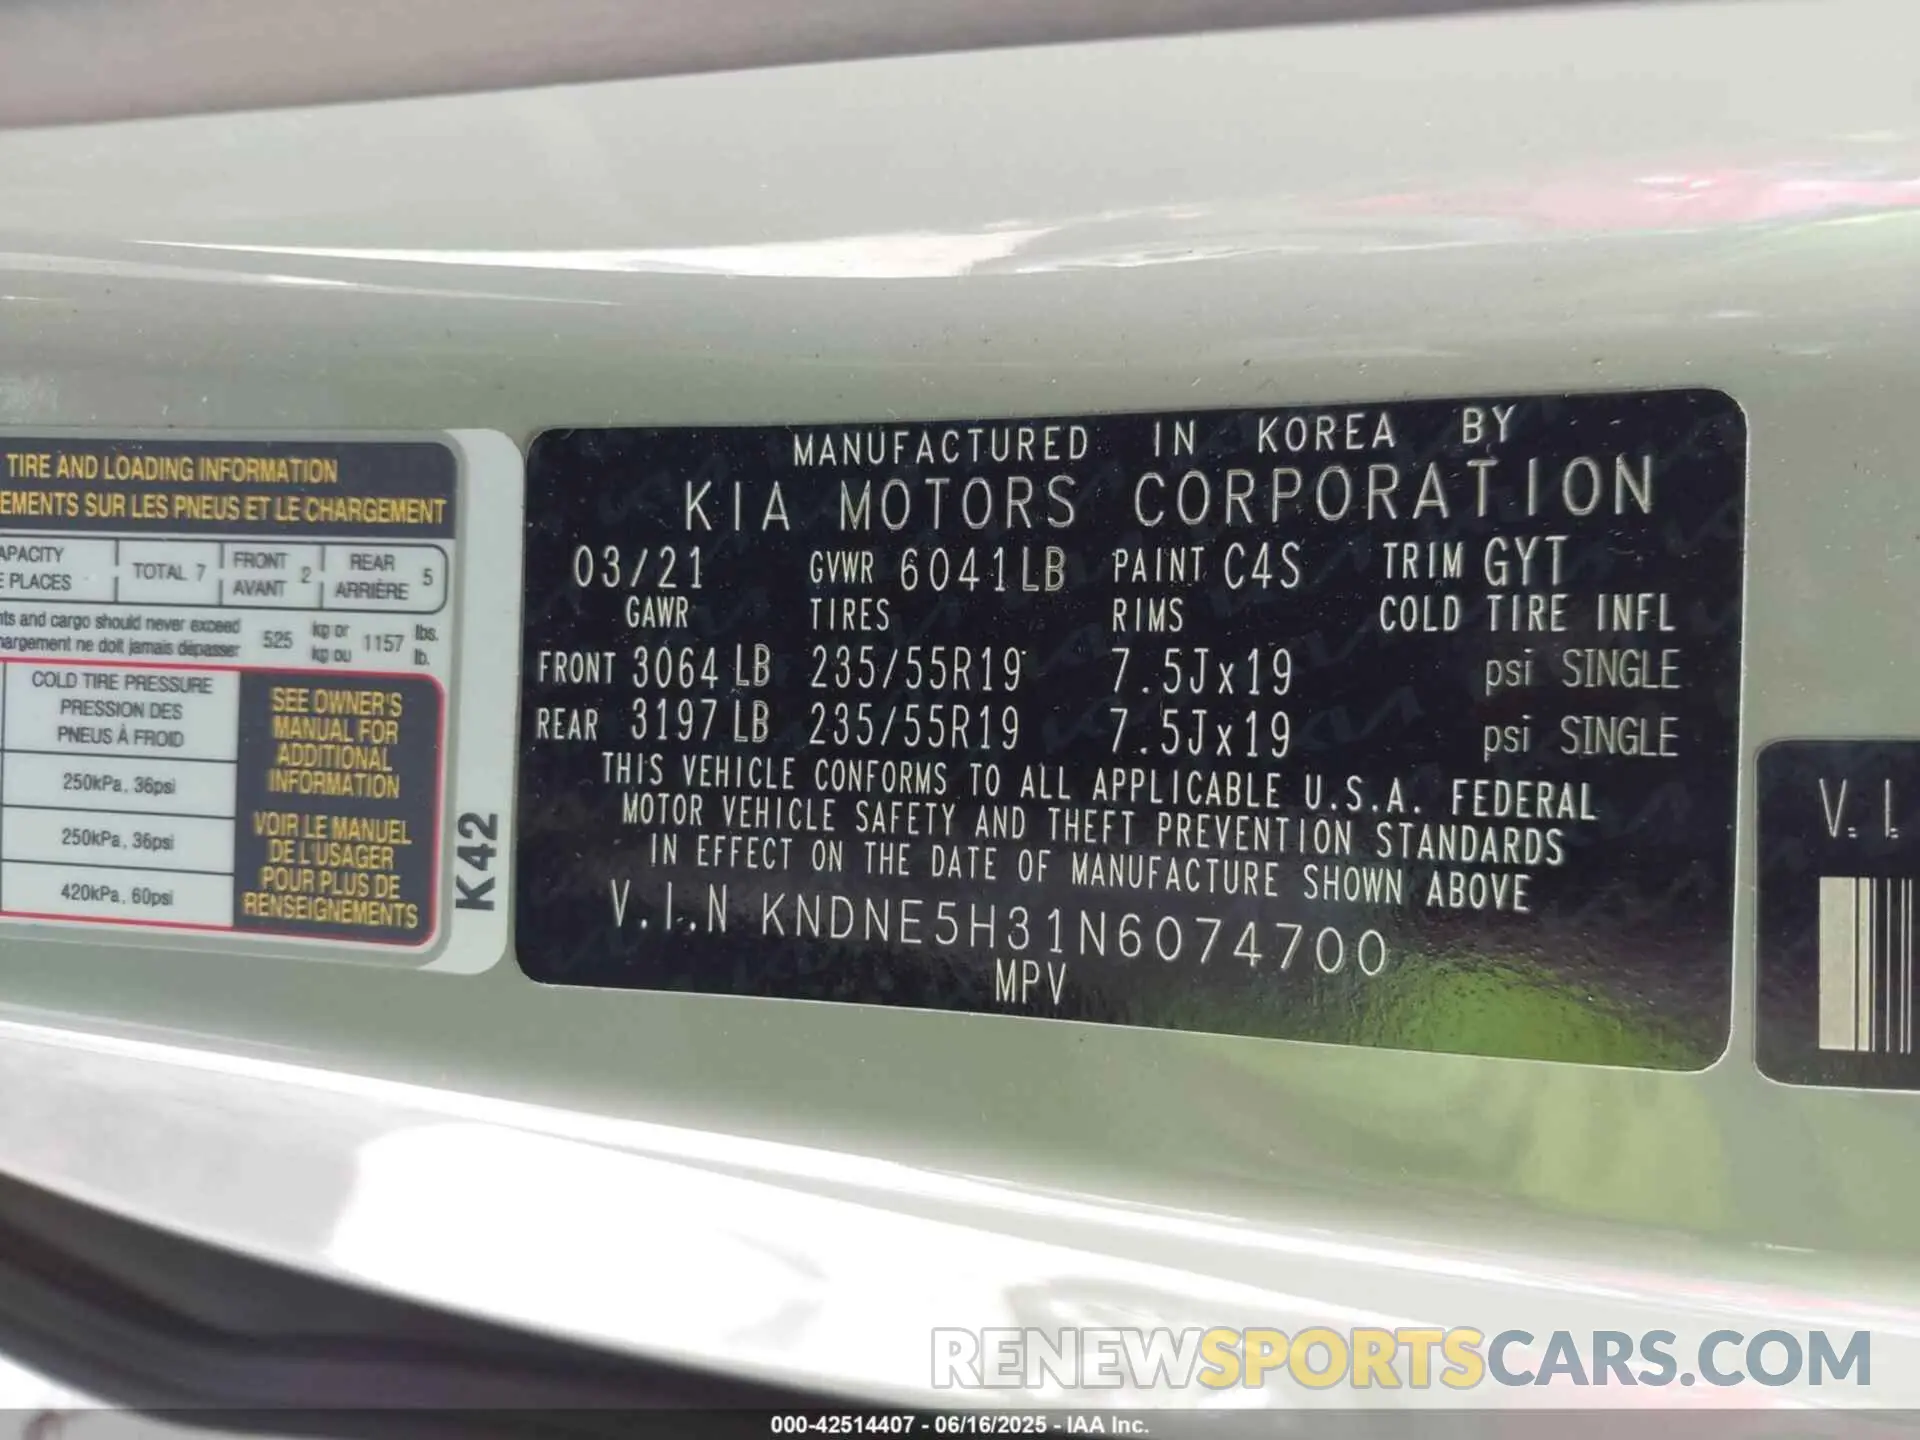 TIRE AND LOADING INFORMATION
EMENTS SUR LES PNEUS ET LE CHARGEMENT
APACITY
E PLACES
TOTAL 7
FRONT
AVANT
2
REAR
ARRIÈRE
5
nts and cargo should never exceed
hargement ne doit jamais dépasser
525
kg or
kg ou
1157
lbs.
lb.
COLD TIRE PRESSURE
PRESSION DES
PNEUS À FROID
250kPa, 36psi
250kPa, 36psi
420kPa, 60psi
SEE OWNER'S
MANUAL FOR
ADDITIONAL
INFORMATION
VOIR LE MANUEL
DE L'USAGER
POUR PLUS DE
RENSEIGNEMENTS
K42
MANUFACTURED IN KOREA BY
KIA MOTORS CORPORATION
03/21 GVWR 6041LB PAINT C4S TRIM GYT
GAWR TIRES RIMS COLD TIRE INFL
FRONT 3064 LB 235/55R19 7.5Jx19 psi SINGLE
REAR 3197 LB 235/55R19 7.5Jx19 psi SINGLE
THIS VEHICLE CONFORMS TO ALL APPLICABLE U.S.A. FEDERAL
MOTOR VEHICLE SAFETY AND THEFT PREVENTION STANDARDS
IN EFFECT ON THE DATE OF MANUFACTURE SHOWN ABOVE
V.I.N KNDNE5H31N6074700
MPV
V.I.
RENEWSPORTSCARS.COM
000-42514407 - 06/16/2025 - IAA Inc.